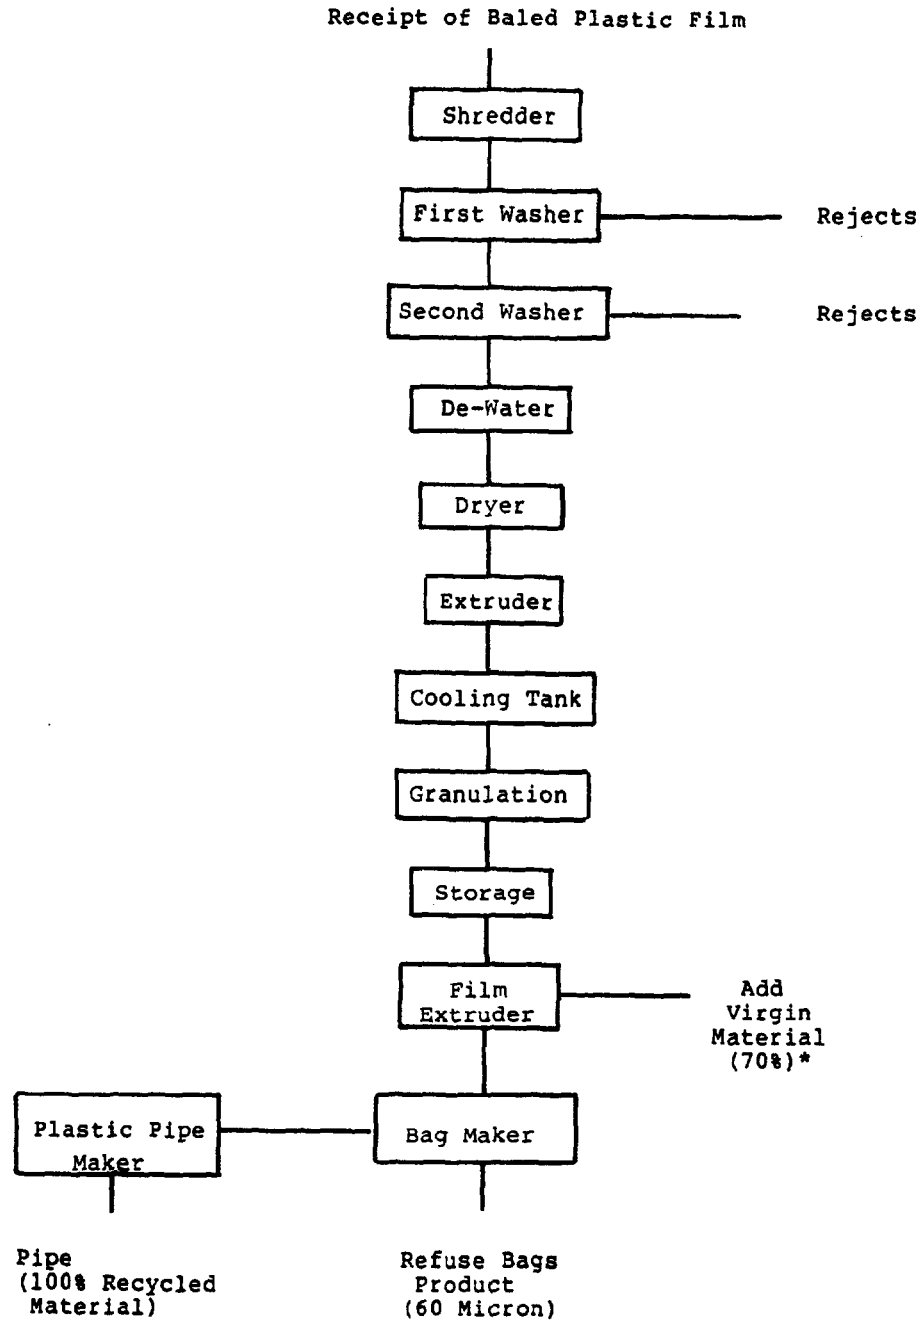 Receipt of Baled Plastic Film
Shredder
First Washer
Rejects
Second Washer
Rejects
De-Water
Dryer
Extruder
Cooling Tank
Granulation
Storage
Film
Extruder
Add
Virgin
Material
(70%)*
Plastic Pipe
Maker
Bag Maker
Pipe
(100% Recycled
Material)
Refuse Bags
Product
(60 Micron)